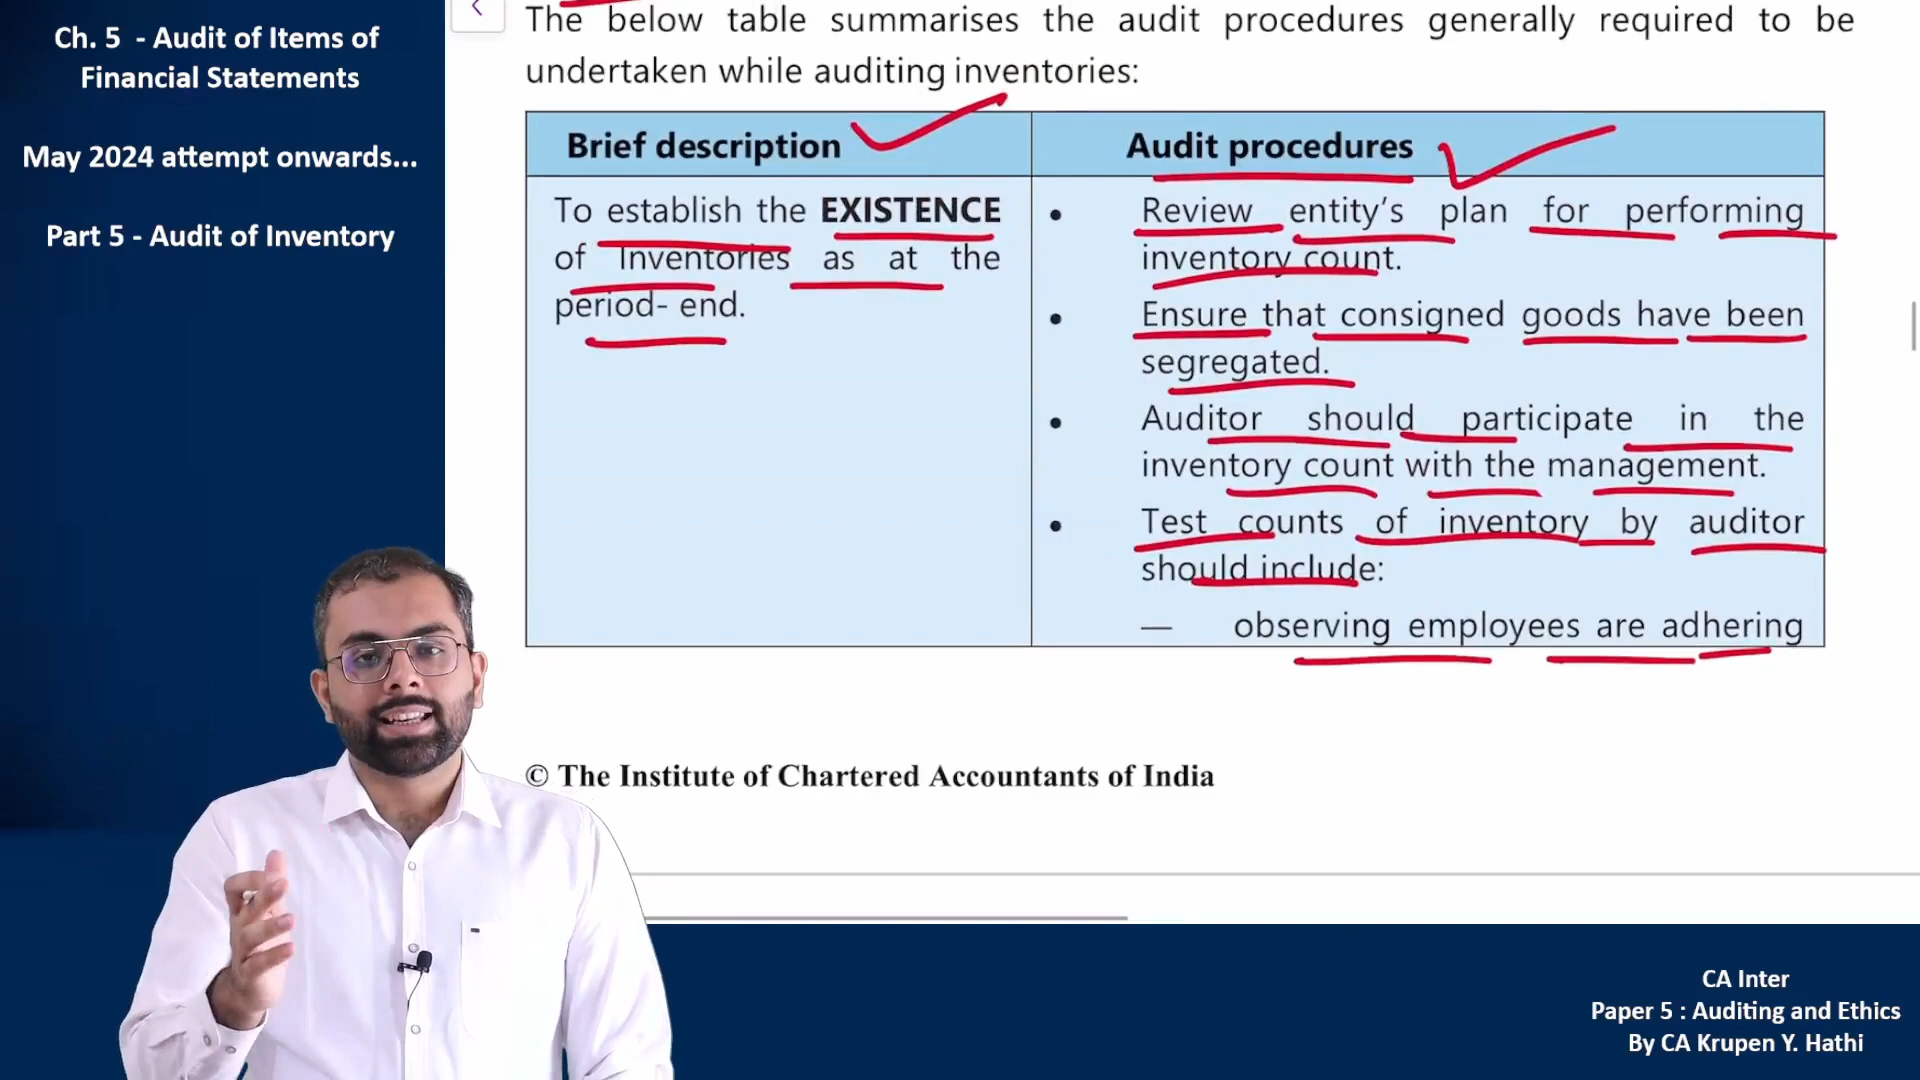 Ch. 5 - Audit of Items of
Financial Statements
May 2024 attempt onwards...
Part 5 - Audit of Inventory
The below table summarises the audit procedures generally required to be
undertaken while auditing inventories:
Brief description
Audit procedures
To establish the EXISTENCE
of Inventories as at the
period- end.
• Review entity's plan for performing
inventory count.
• Ensure that consigned goods have been
segregated.
• Auditor should participate in the
inventory count with the management.
• Test counts of inventory by auditor
should include:
— observing employees are adhering
© The Institute of Chartered Accountants of India
CA Inter
Paper 5 : Auditing and Ethics
By CA Krupen Y. Hathi